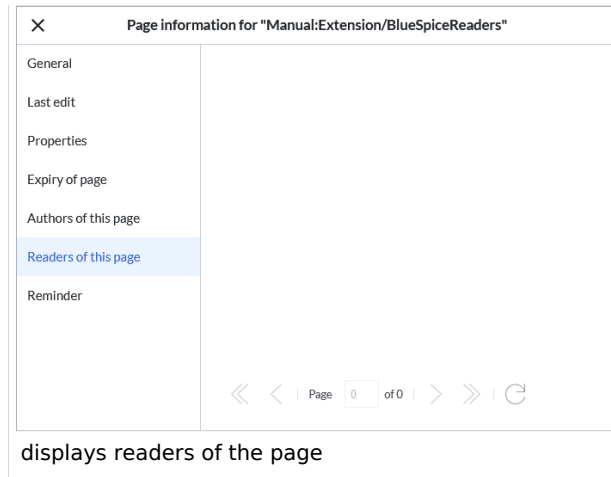 Page information for "Manual:Extension/BlueSpiceReaders"
General
Last edit
Properties
Expiry of page
Authors of this page
Readers of this page
Reminder
Page 0 of 0
displays readers of the page